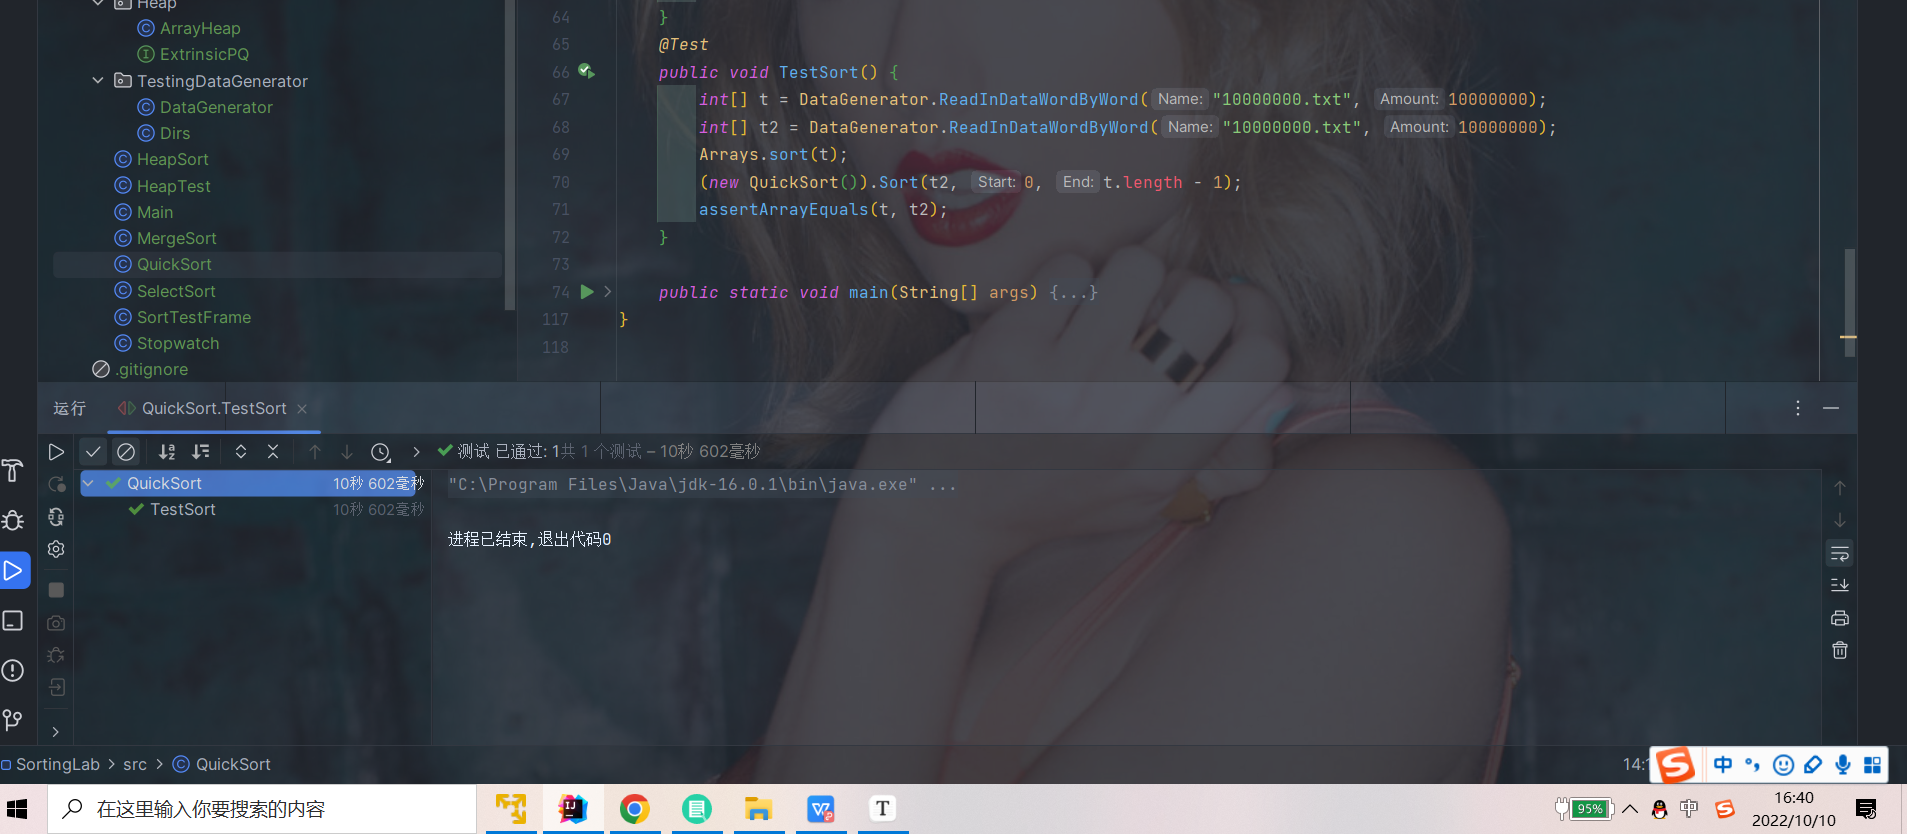 Heap
ArrayHeap
ExtrinsicPQ
TestingDataGenerator
DataGenerator
Dirs
HeapSort
HeapTest
Main
MergeSort
QuickSort
SelectSort
SortTestFrame
Stopwatch
.gitignore
64 }
65 @Test
66 public void TestSort() {
67 int[] t = DataGenerator.ReadInDataWordByWord( Name: "10000000.txt", Amount: 10000000);
68 int[] t2 = DataGenerator.ReadInDataWordByWord( Name: "10000000.txt", Amount: 10000000);
69 Arrays.sort(t);
70 (new QuickSort()).Sort(t2, Start: 0, End: t.length - 1);
71 assertArrayEquals(t, t2);
72 }
73
74 public static void main(String[] args) {...}
117 }
118
运行 QuickSort.TestSort
测试 已通过: 1共 1 个测试 – 10秒 602毫秒
QuickSort 10秒 602毫秒
TestSort 10秒 602毫秒
"C:\Program Files\Java\jdk-16.0.1\bin\java.exe" ...
进程已结束,退出代码0
SortingLab > src > QuickSort
14:
中
在这里输入你要搜索的内容
95%
中
16:40
2022/10/10